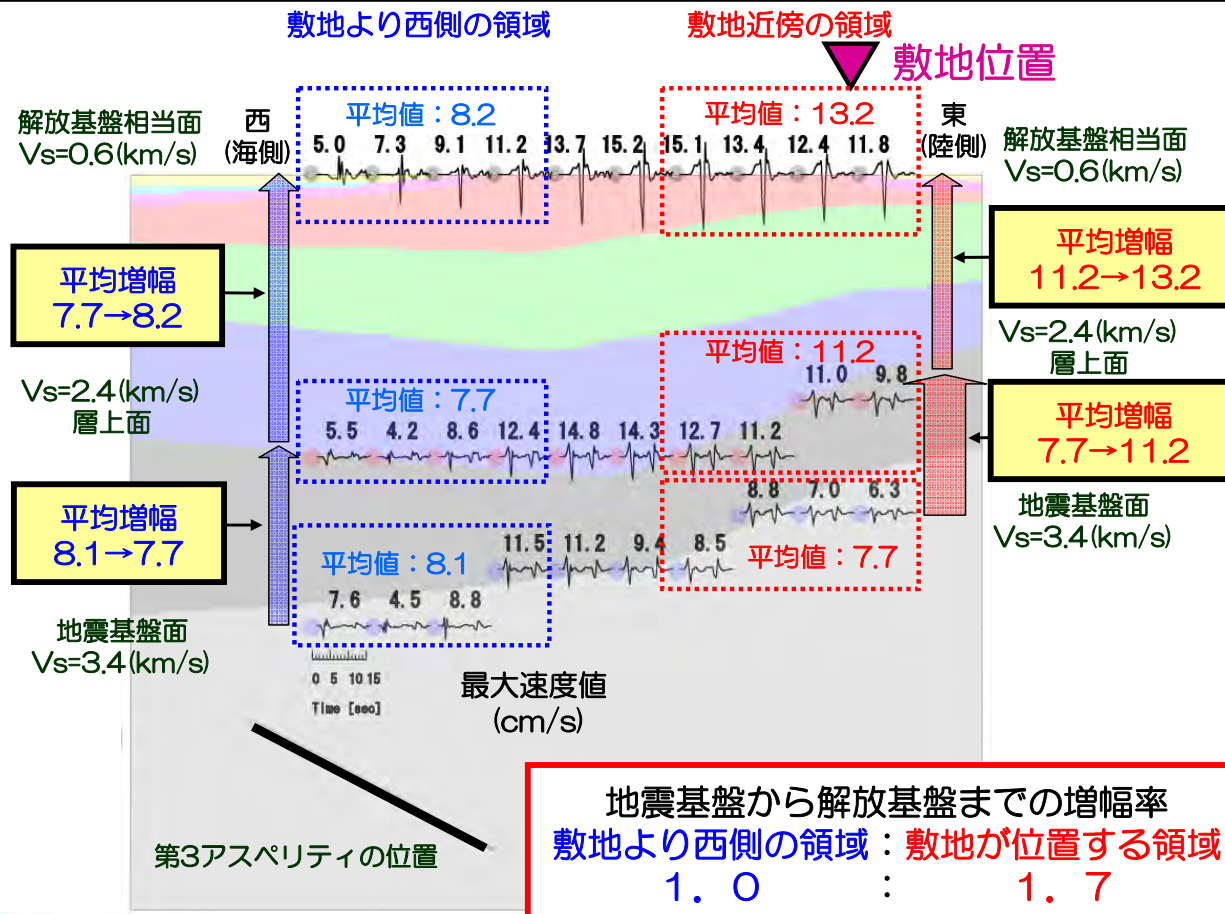 敷地より西側の領域
敷地近傍の領域
敷地位置
解放基盤相当面
Vs=0.6(km/s)
西
(海側)
平均値：8.2
平均値：13.2
東
(陸側)
解放基盤相当面
Vs=0.6(km/s)
5.0 7.3 9.1 11.2 13.7 15.2 15.1 13.4 12.4 11.8
平均増幅
7.7→8.2
平均増幅
11.2→13.2
Vs=2.4(km/s)
層上面
Vs=2.4(km/s)
層上面
平均値：7.7
平均値：11.2
11.0 9.8
5.5 4.2 8.6 12.4 14.8 14.3 12.7 11.2
平均増幅
7.7→11.2
平均増幅
8.1→7.7
8.8 7.0 6.3
地震基盤面
Vs=3.4(km/s)
11.5 11.2 9.4 8.5
平均値：8.1
平均値：7.7
7.6 4.5 8.8
地震基盤面
Vs=3.4(km/s)
0 5 10 15
Time [sec]
最大速度値
(cm/s)
第3アスペリティの位置
地震基盤から解放基盤までの増幅率
敷地より西側の領域：敷地が位置する領域
1．0 ： 1．7